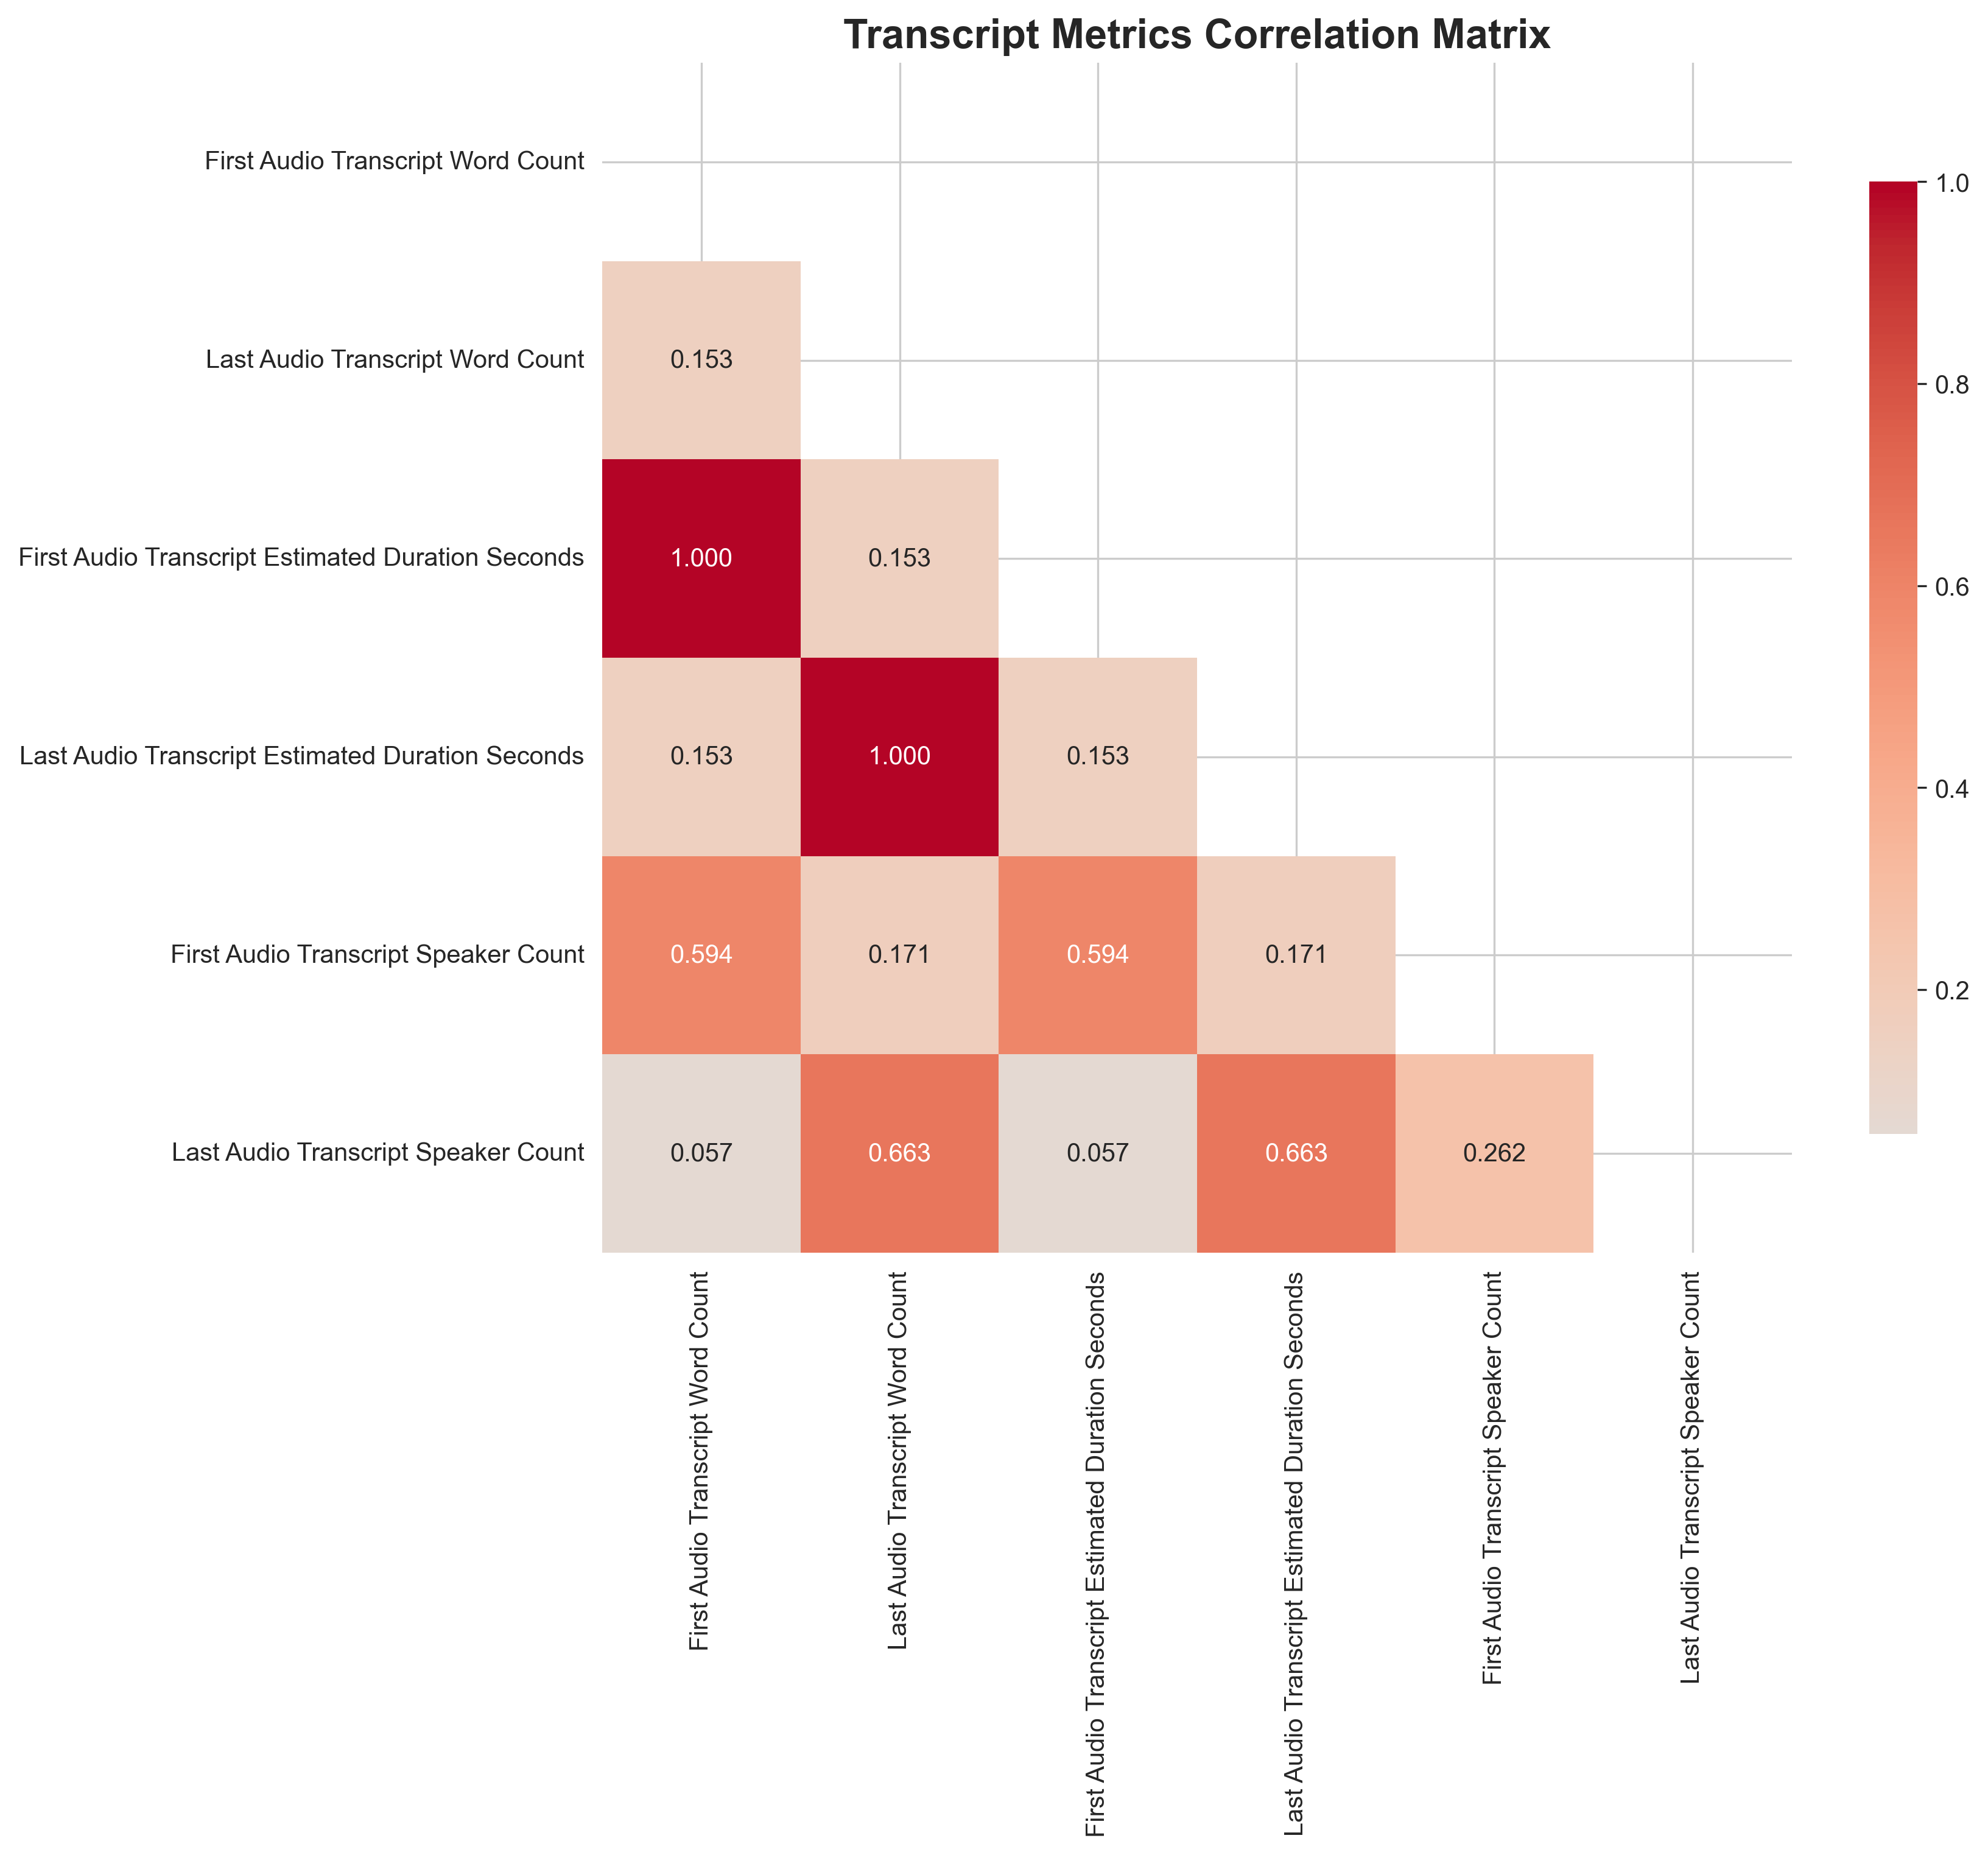 Transcript Metrics Correlation Matrix
First Audio Transcript Word Count
Last Audio Transcript Word Count
0.153
First Audio Transcript Estimated Duration Seconds
1.000 0.153
Last Audio Transcript Estimated Duration Seconds
0.153 1.000 0.153
First Audio Transcript Speaker Count
0.594 0.171 0.594 0.171
Last Audio Transcript Speaker Count
0.057 0.663 0.057 0.663 0.262
First Audio Transcript Word Count
Last Audio Transcript Word Count
First Audio Transcript Estimated Duration Seconds
Last Audio Transcript Estimated Duration Seconds
First Audio Transcript Speaker Count
Last Audio Transcript Speaker Count
1.0
0.8
0.6
0.4
0.2